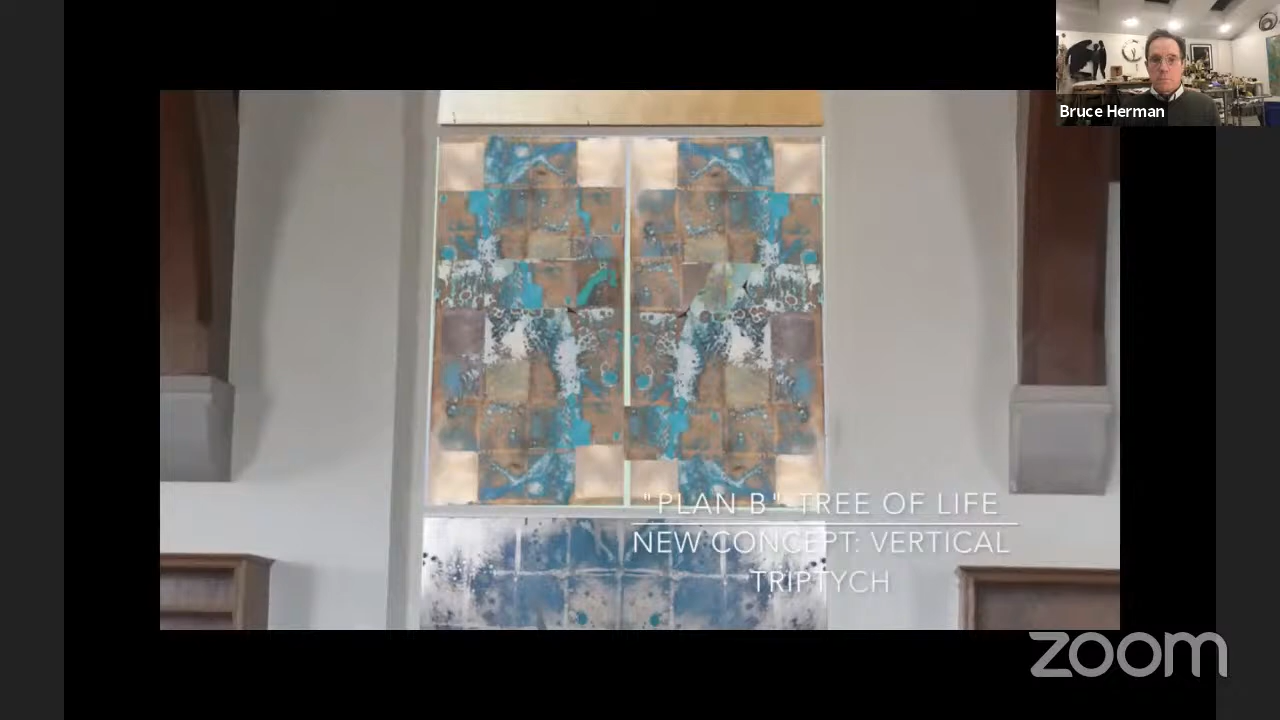 Bruce Herman
"PLAN B" TREE OF LIFE
NEW CONCEPT: VERTICAL
TRIPTYCH
zoom